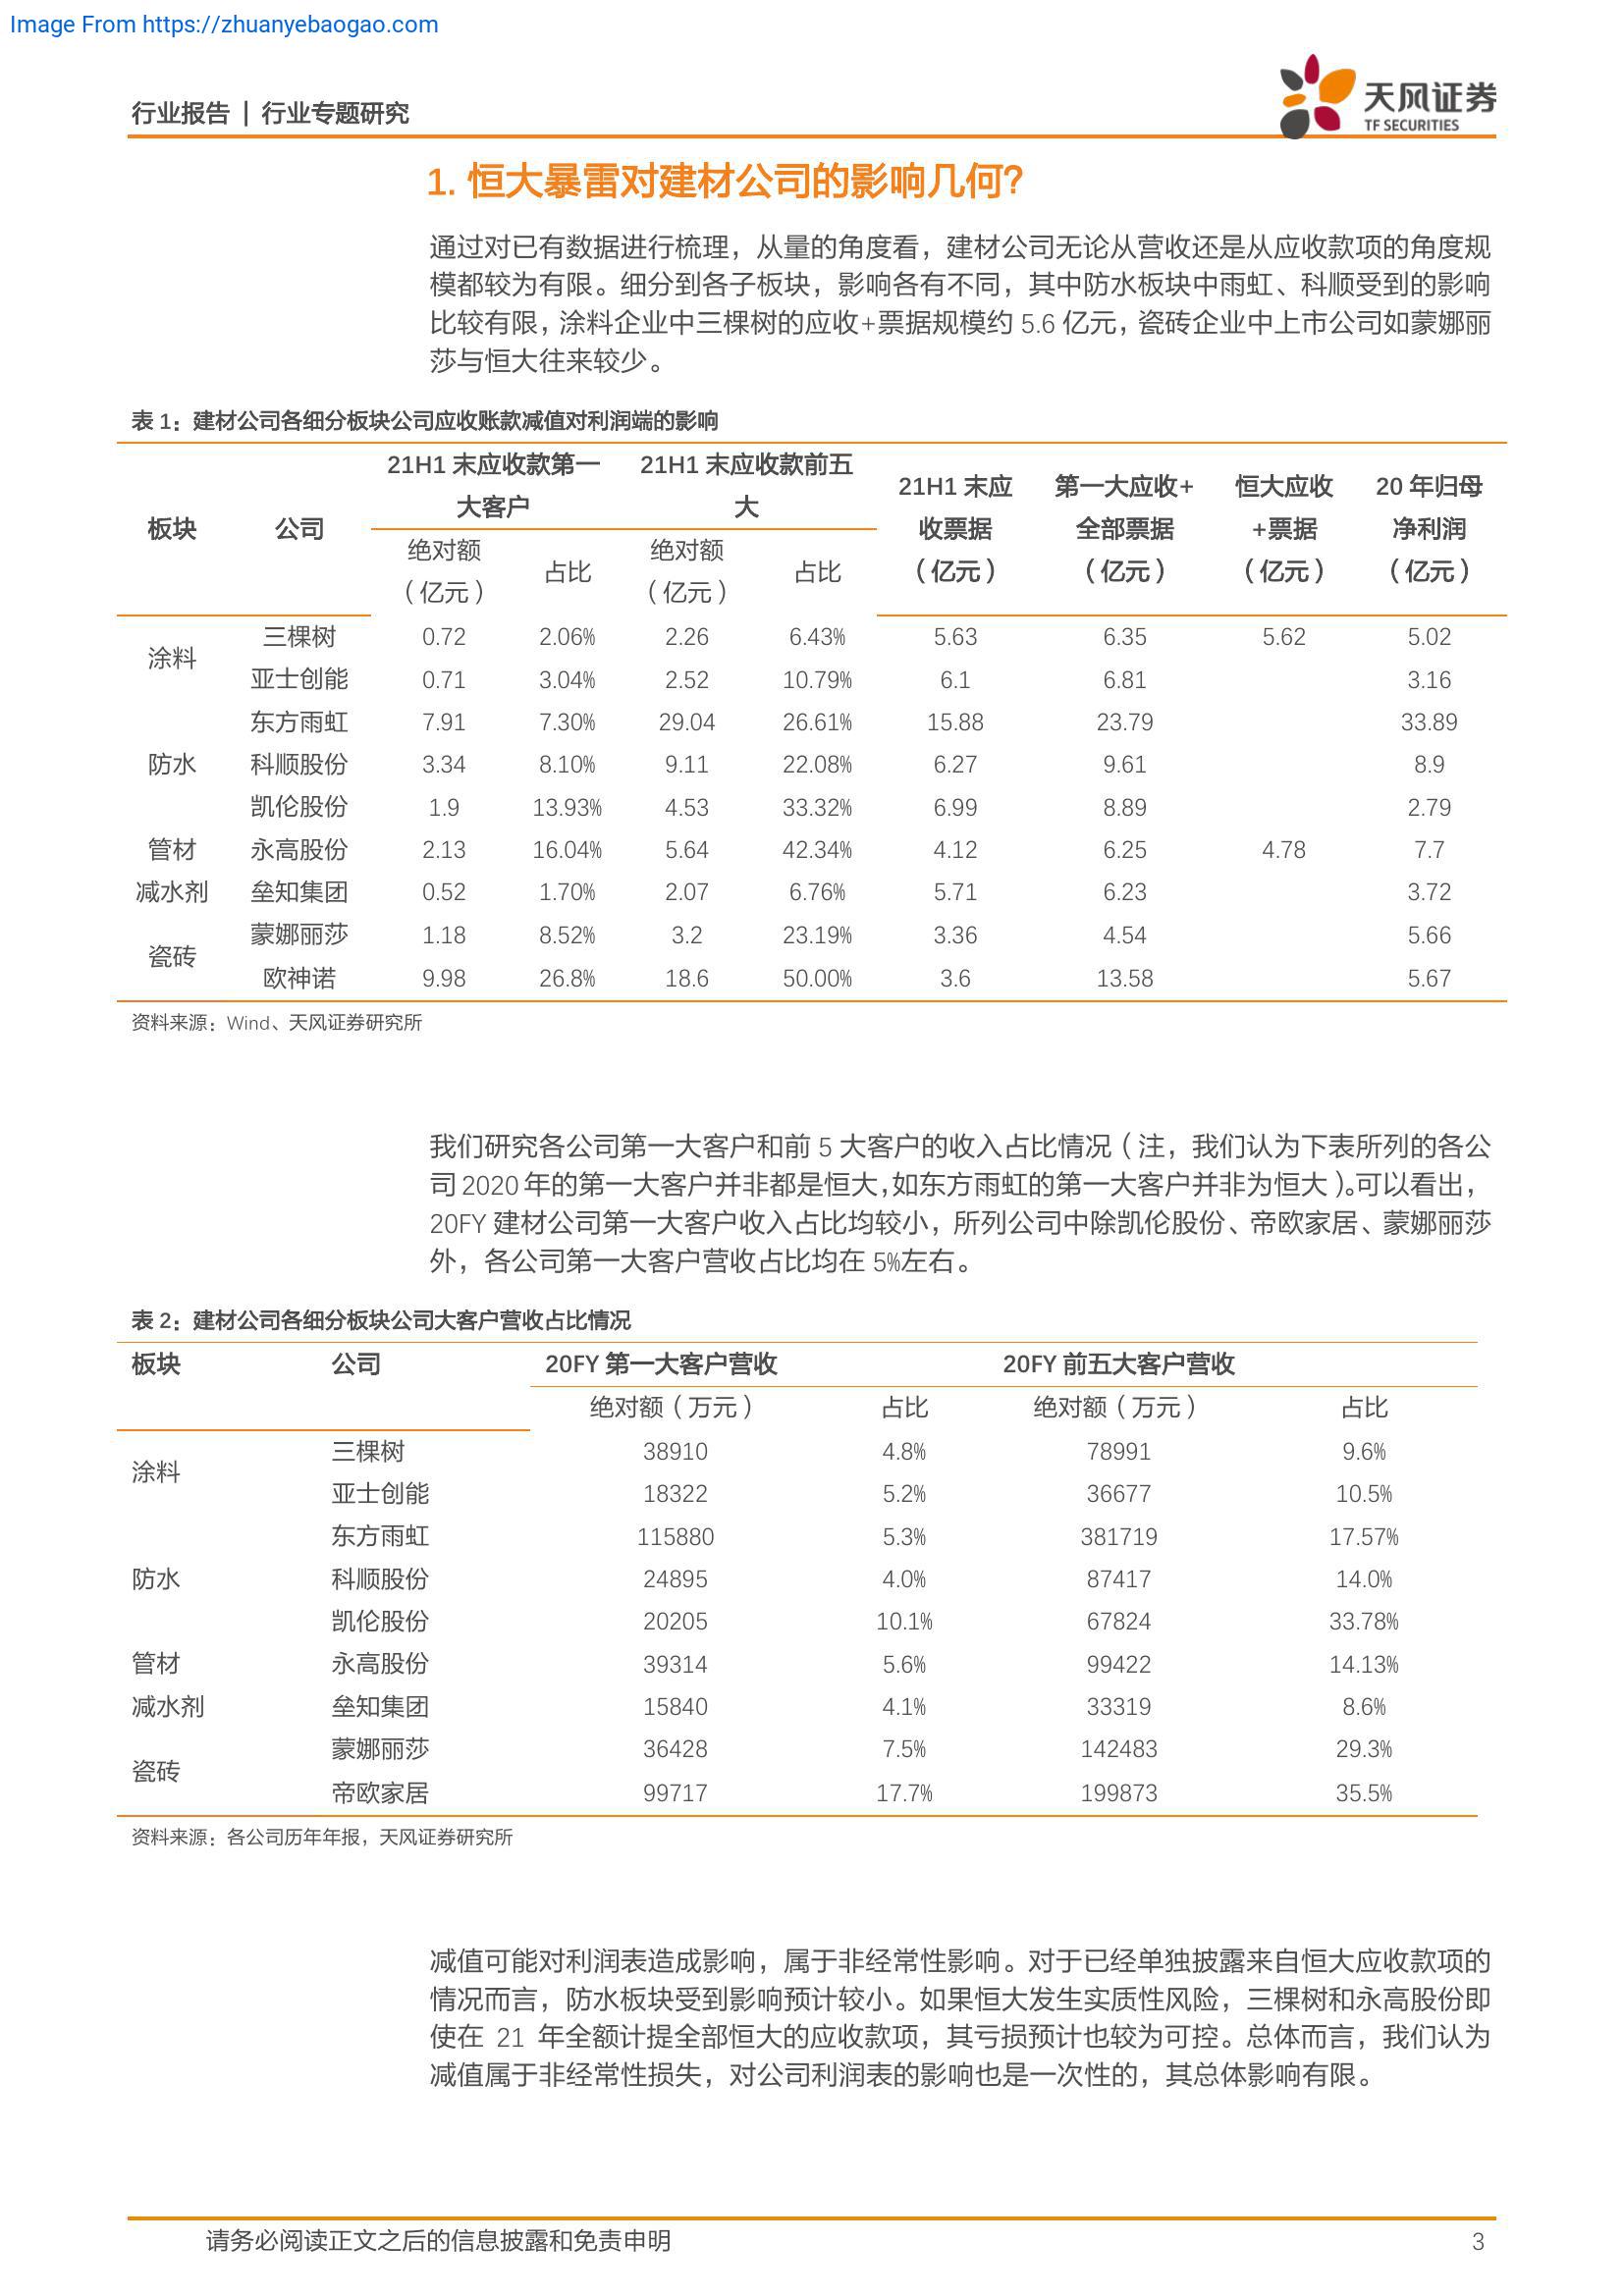 Image From https://zhuanyebaogao.com
行业报告 | 行业专题研究
天风证券
TF SECURITIES
1. 恒大暴雷对建材公司的影响几何？
通过对已有数据进行梳理，从量的角度看，建材公司无论从营收还是从应收款项的角度规
模都较为有限。细分到各子板块，影响各有不同，其中防水板块中雨虹、科顺受到的影响
比较有限，涂料企业中三棵树的应收+票据规模约 5.6 亿元，瓷砖企业中上市公司如蒙娜丽
莎与恒大往来较少。
表 1：建材公司各细分板块公司应收账款减值对利润端的影响
板块 公司 21H1 末应收款第一大客户 21H1 末应收款前五大 21H1 末应收票据（亿元） 第一大应收+全部票据（亿元） 恒大应收+票据（亿元） 20 年归母净利润（亿元）
绝对额（亿元） 占比 绝对额（亿元） 占比
涂料 三棵树 0.72 2.06% 2.26 6.43% 5.63 6.35 5.62 5.02
亚士创能 0.71 3.04% 2.52 10.79% 6.1 6.81 3.16
东方雨虹 7.91 7.30% 29.04 26.61% 15.88 23.79 33.89
防水 科顺股份 3.34 8.10% 9.11 22.08% 6.27 9.61 8.9
凯伦股份 1.9 13.93% 4.53 33.32% 6.99 8.89 2.79
管材 永高股份 2.13 16.04% 5.64 42.34% 4.12 6.25 4.78 7.7
减水剂 垒知集团 0.52 1.70% 2.07 6.76% 5.71 6.23 3.72
瓷砖 蒙娜丽莎 1.18 8.52% 3.2 23.19% 3.36 4.54 5.66
欧神诺 9.98 26.8% 18.6 50.00% 3.6 13.58 5.67
资料来源：Wind、天风证券研究所
我们研究各公司第一大客户和前 5 大客户的收入占比情况（注，我们认为下表所列的各公
司 2020 年的第一大客户并非都是恒大，如东方雨虹的第一大客户并非为恒大）。可以看出，
20FY 建材公司第一大客户收入占比均较小，所列公司中除凯伦股份、帝欧家居、蒙娜丽莎
外，各公司第一大客户营收占比均在 5%左右。
表 2：建材公司各细分板块公司大客户营收占比情况
板块 公司 20FY 第一大客户营收 20FY 前五大客户营收
绝对额（万元） 占比 绝对额（万元） 占比
涂料 三棵树 38910 4.8% 78991 9.6%
亚士创能 18322 5.2% 36677 10.5%
东方雨虹 115880 5.3% 381719 17.57%
防水 科顺股份 24895 4.0% 87417 14.0%
凯伦股份 20205 10.1% 67824 33.78%
管材 永高股份 39314 5.6% 99422 14.13%
减水剂 垒知集团 15840 4.1% 33319 8.6%
瓷砖 蒙娜丽莎 36428 7.5% 142483 29.3%
帝欧家居 99717 17.7% 199873 35.5%
资料来源：各公司历年年报，天风证券研究所
减值可能对利润表造成影响，属于非经常性影响。对于已经单独披露来自恒大应收款项的
情况而言，防水板块受到影响预计较小。如果恒大发生实质性风险，三棵树和永高股份即
使在 21 年全额计提全部恒大的应收款项，其亏损预计也较为可控。总体而言，我们认为
减值属于非经常性损失，对公司利润表的影响也是一次性的，其总体影响有限。
请务必阅读正文之后的信息披露和免责申明 3